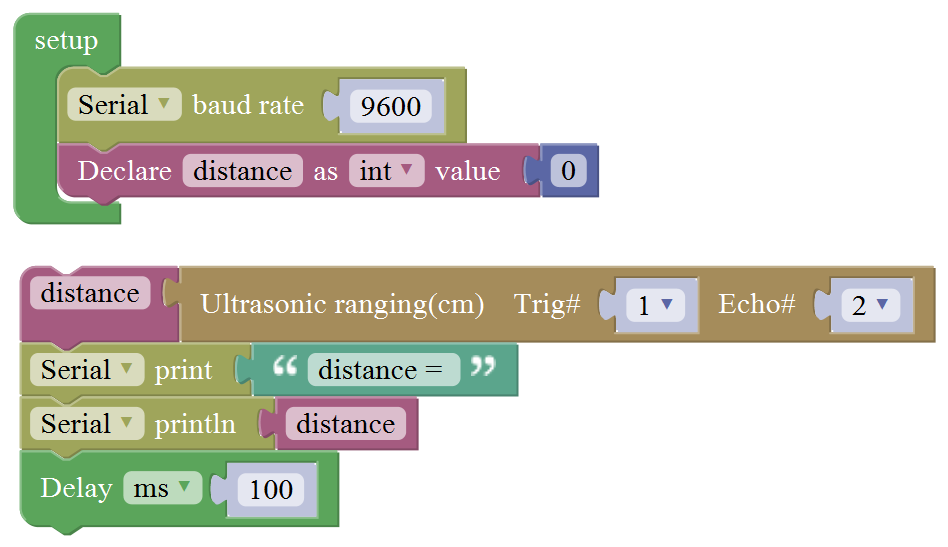 setup
Serial baud rate 9600
Declare distance as int value 0
distance Ultrasonic ranging(cm) Trig# 1 Echo# 2
Serial print “ distance = ”
Serial println distance
Delay ms 100